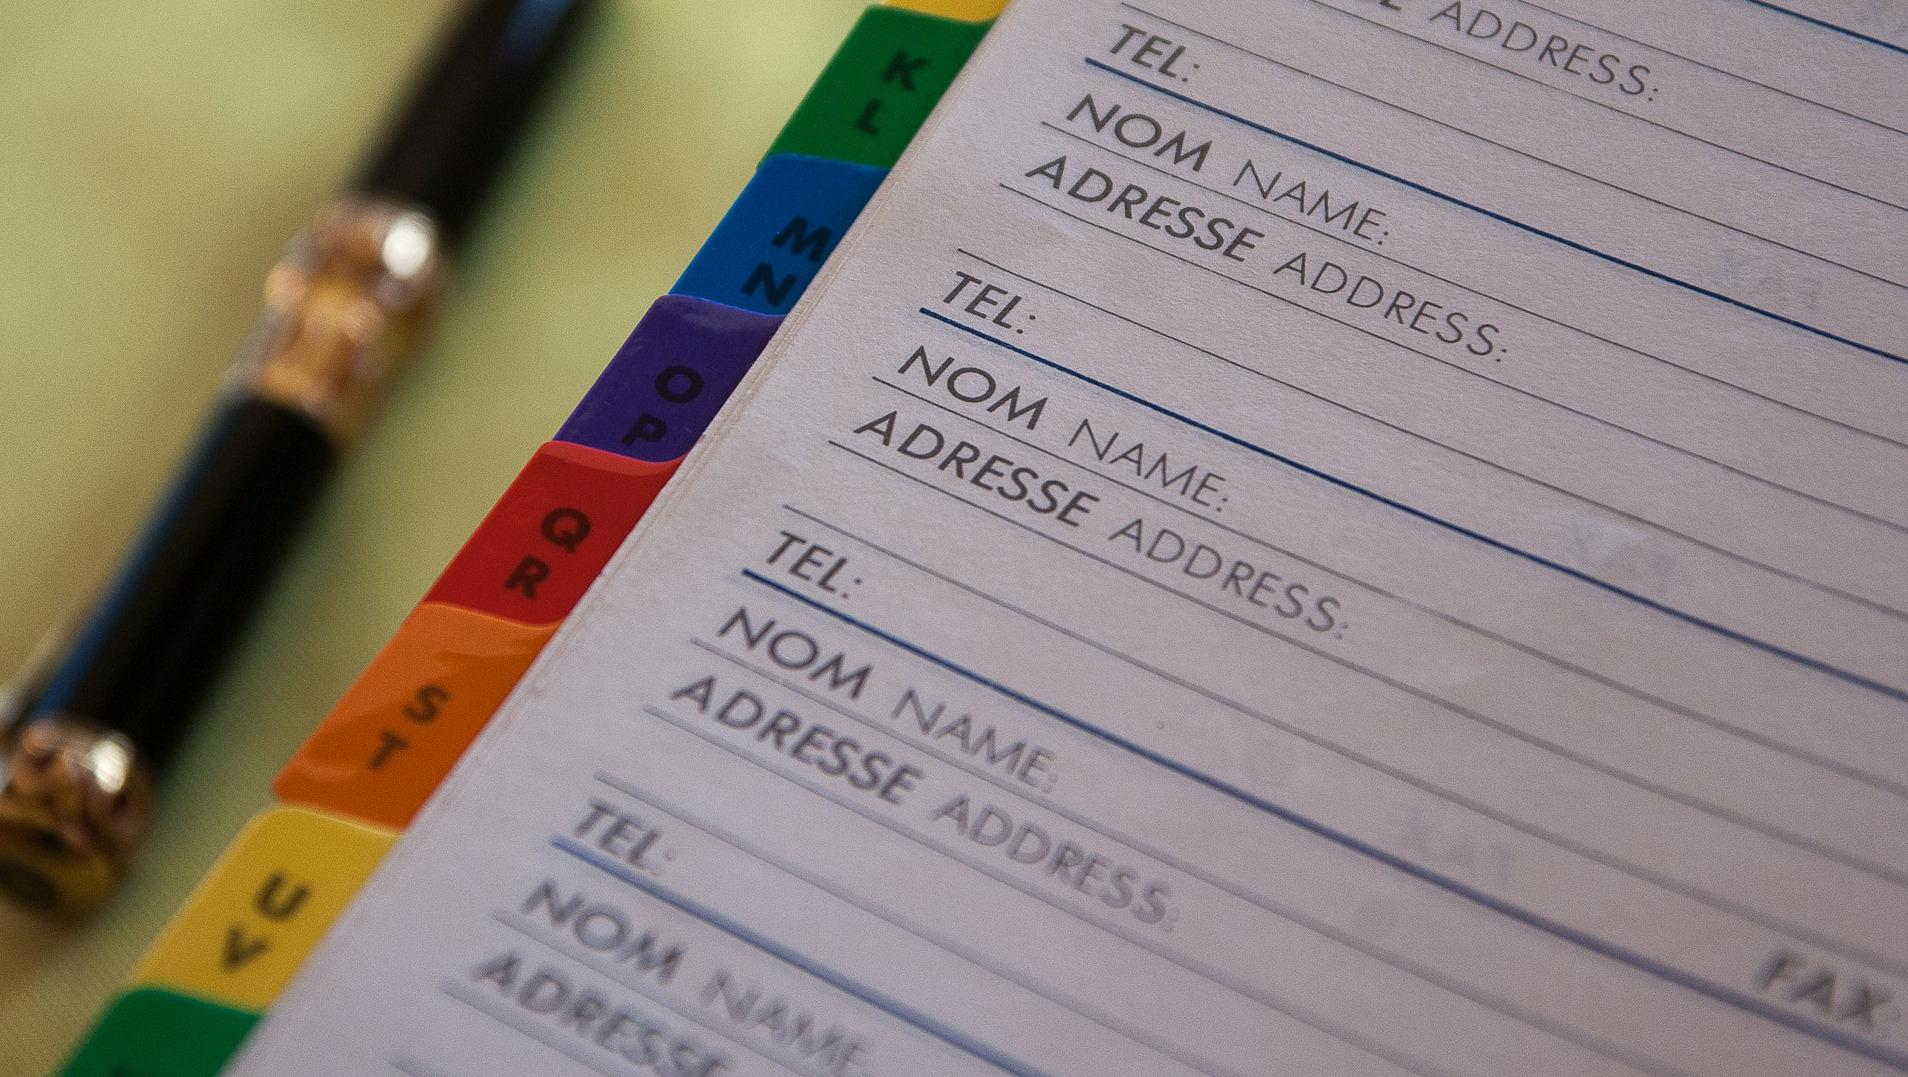 K
L
M
N
O
P
Q
R
S
T
U
V
ADDRESS:
TEL:
NOM NAME:
ADRESSE ADDRESS:
TEL:
NOM NAME:
ADRESSE ADDRESS:
TEL:
NOM NAME:
ADRESSE ADDRESS:
TEL:
FAX:
NOM NAME:
ADRESSE